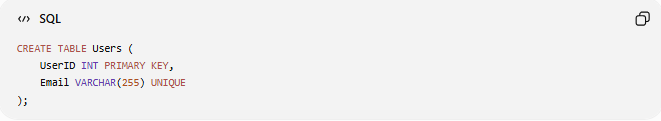 </> SQL
CREATE TABLE Users (
    UserID INT PRIMARY KEY,
    Email VARCHAR(255) UNIQUE
);